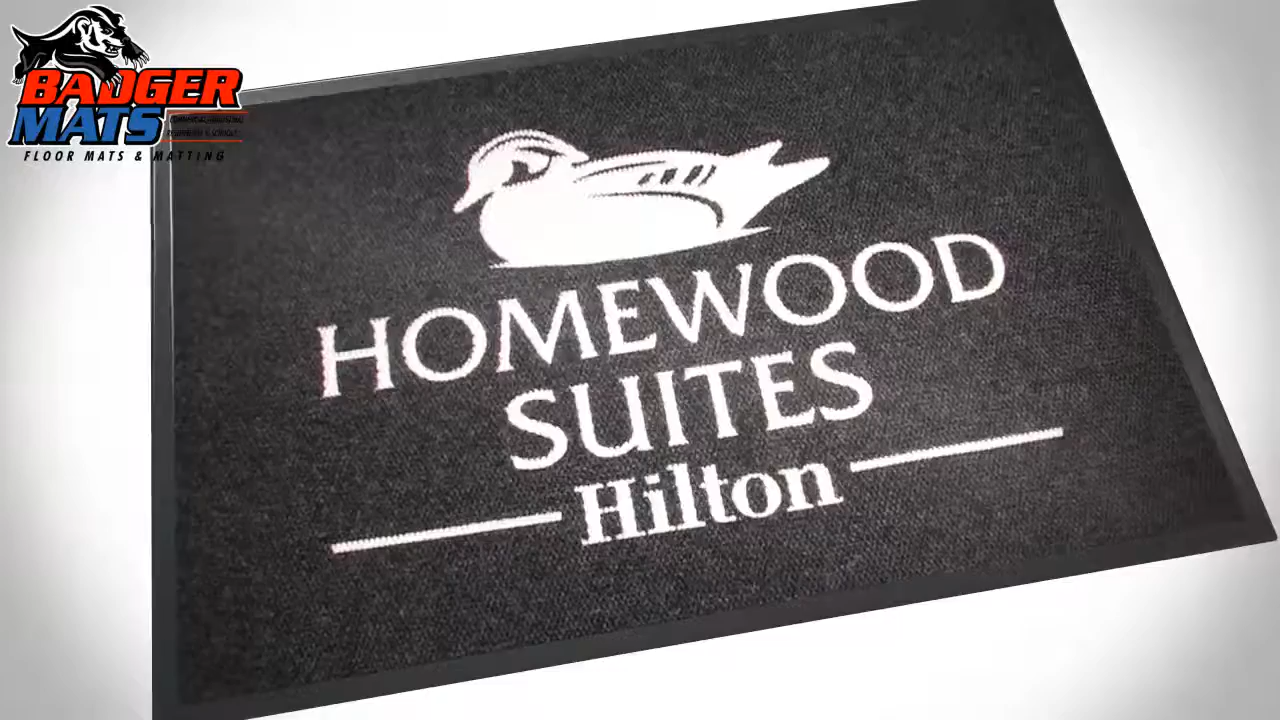 BADGER
MATS
FLOOR MATS & MATTING
HOMEWOOD
SUITES
Hilton